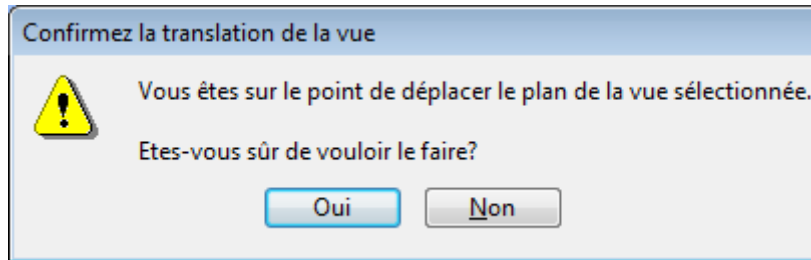 Confirmez la translation de la vue
Vous êtes sur le point de déplacer le plan de la vue sélectionnée.
Etes-vous sûr de vouloir le faire?
Oui
Non